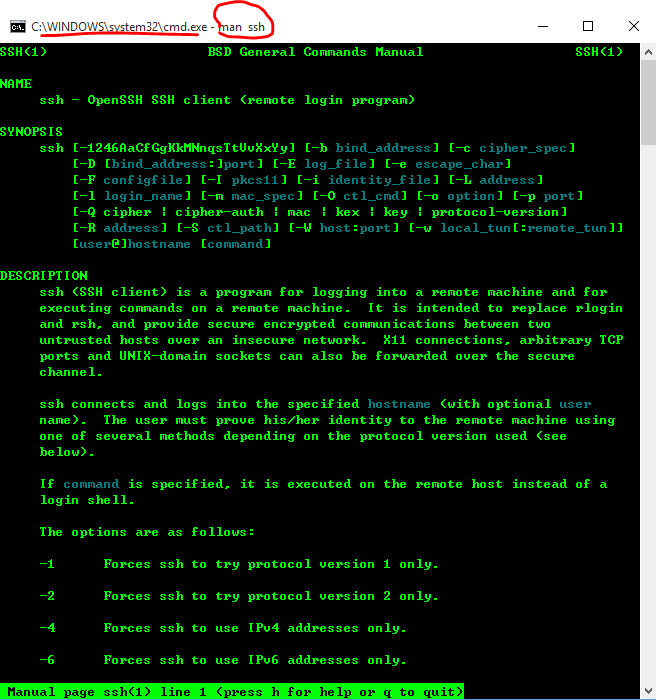 C:\WINDOWS\system32\cmd.exe - man ssh
SSH(1) BSD General Commands Manual SSH(1)
NAME
ssh - OpenSSH SSH client (remote login program)
SYNOPSIS
ssh [-1246AaCfGgKkMNnqsTtVvXxYy] [-b bind_address] [-c cipher_spec]
[-D [bind_address:]port] [-E log_file] [-e escape_char]
[-F configfile] [-I pkcs11] [-i identity_file] [-L address]
[-l login_name] [-m mac_spec] [-O ctl_cmd] [-o option] [-p port]
[-Q cipher | cipher-auth | mac | kex | key | protocol-version]
[-R address] [-S ctl_path] [-W host:port] [-w local_tun[:remote_tun]]
[user@]hostname [command]
DESCRIPTION
ssh (SSH client) is a program for logging into a remote machine and for
executing commands on a remote machine. It is intended to replace rlogin
and rsh, and provide secure encrypted communications between two
untrusted hosts over an insecure network. X11 connections, arbitrary TCP
ports and UNIX-domain sockets can also be forwarded over the secure
channel.
ssh connects and logs into the specified hostname (with optional user
name). The user must prove his/her identity to the remote machine using
one of several methods depending on the protocol version used (see
below).
If command is specified, it is executed on the remote host instead of a
login shell.
The options are as follows:
-1 Forces ssh to try protocol version 1 only.
-2 Forces ssh to try protocol version 2 only.
-4 Forces ssh to use IPv4 addresses only.
-6 Forces ssh to use IPv6 addresses only.
Manual page ssh(1) line 1 (press h for help or q to quit)